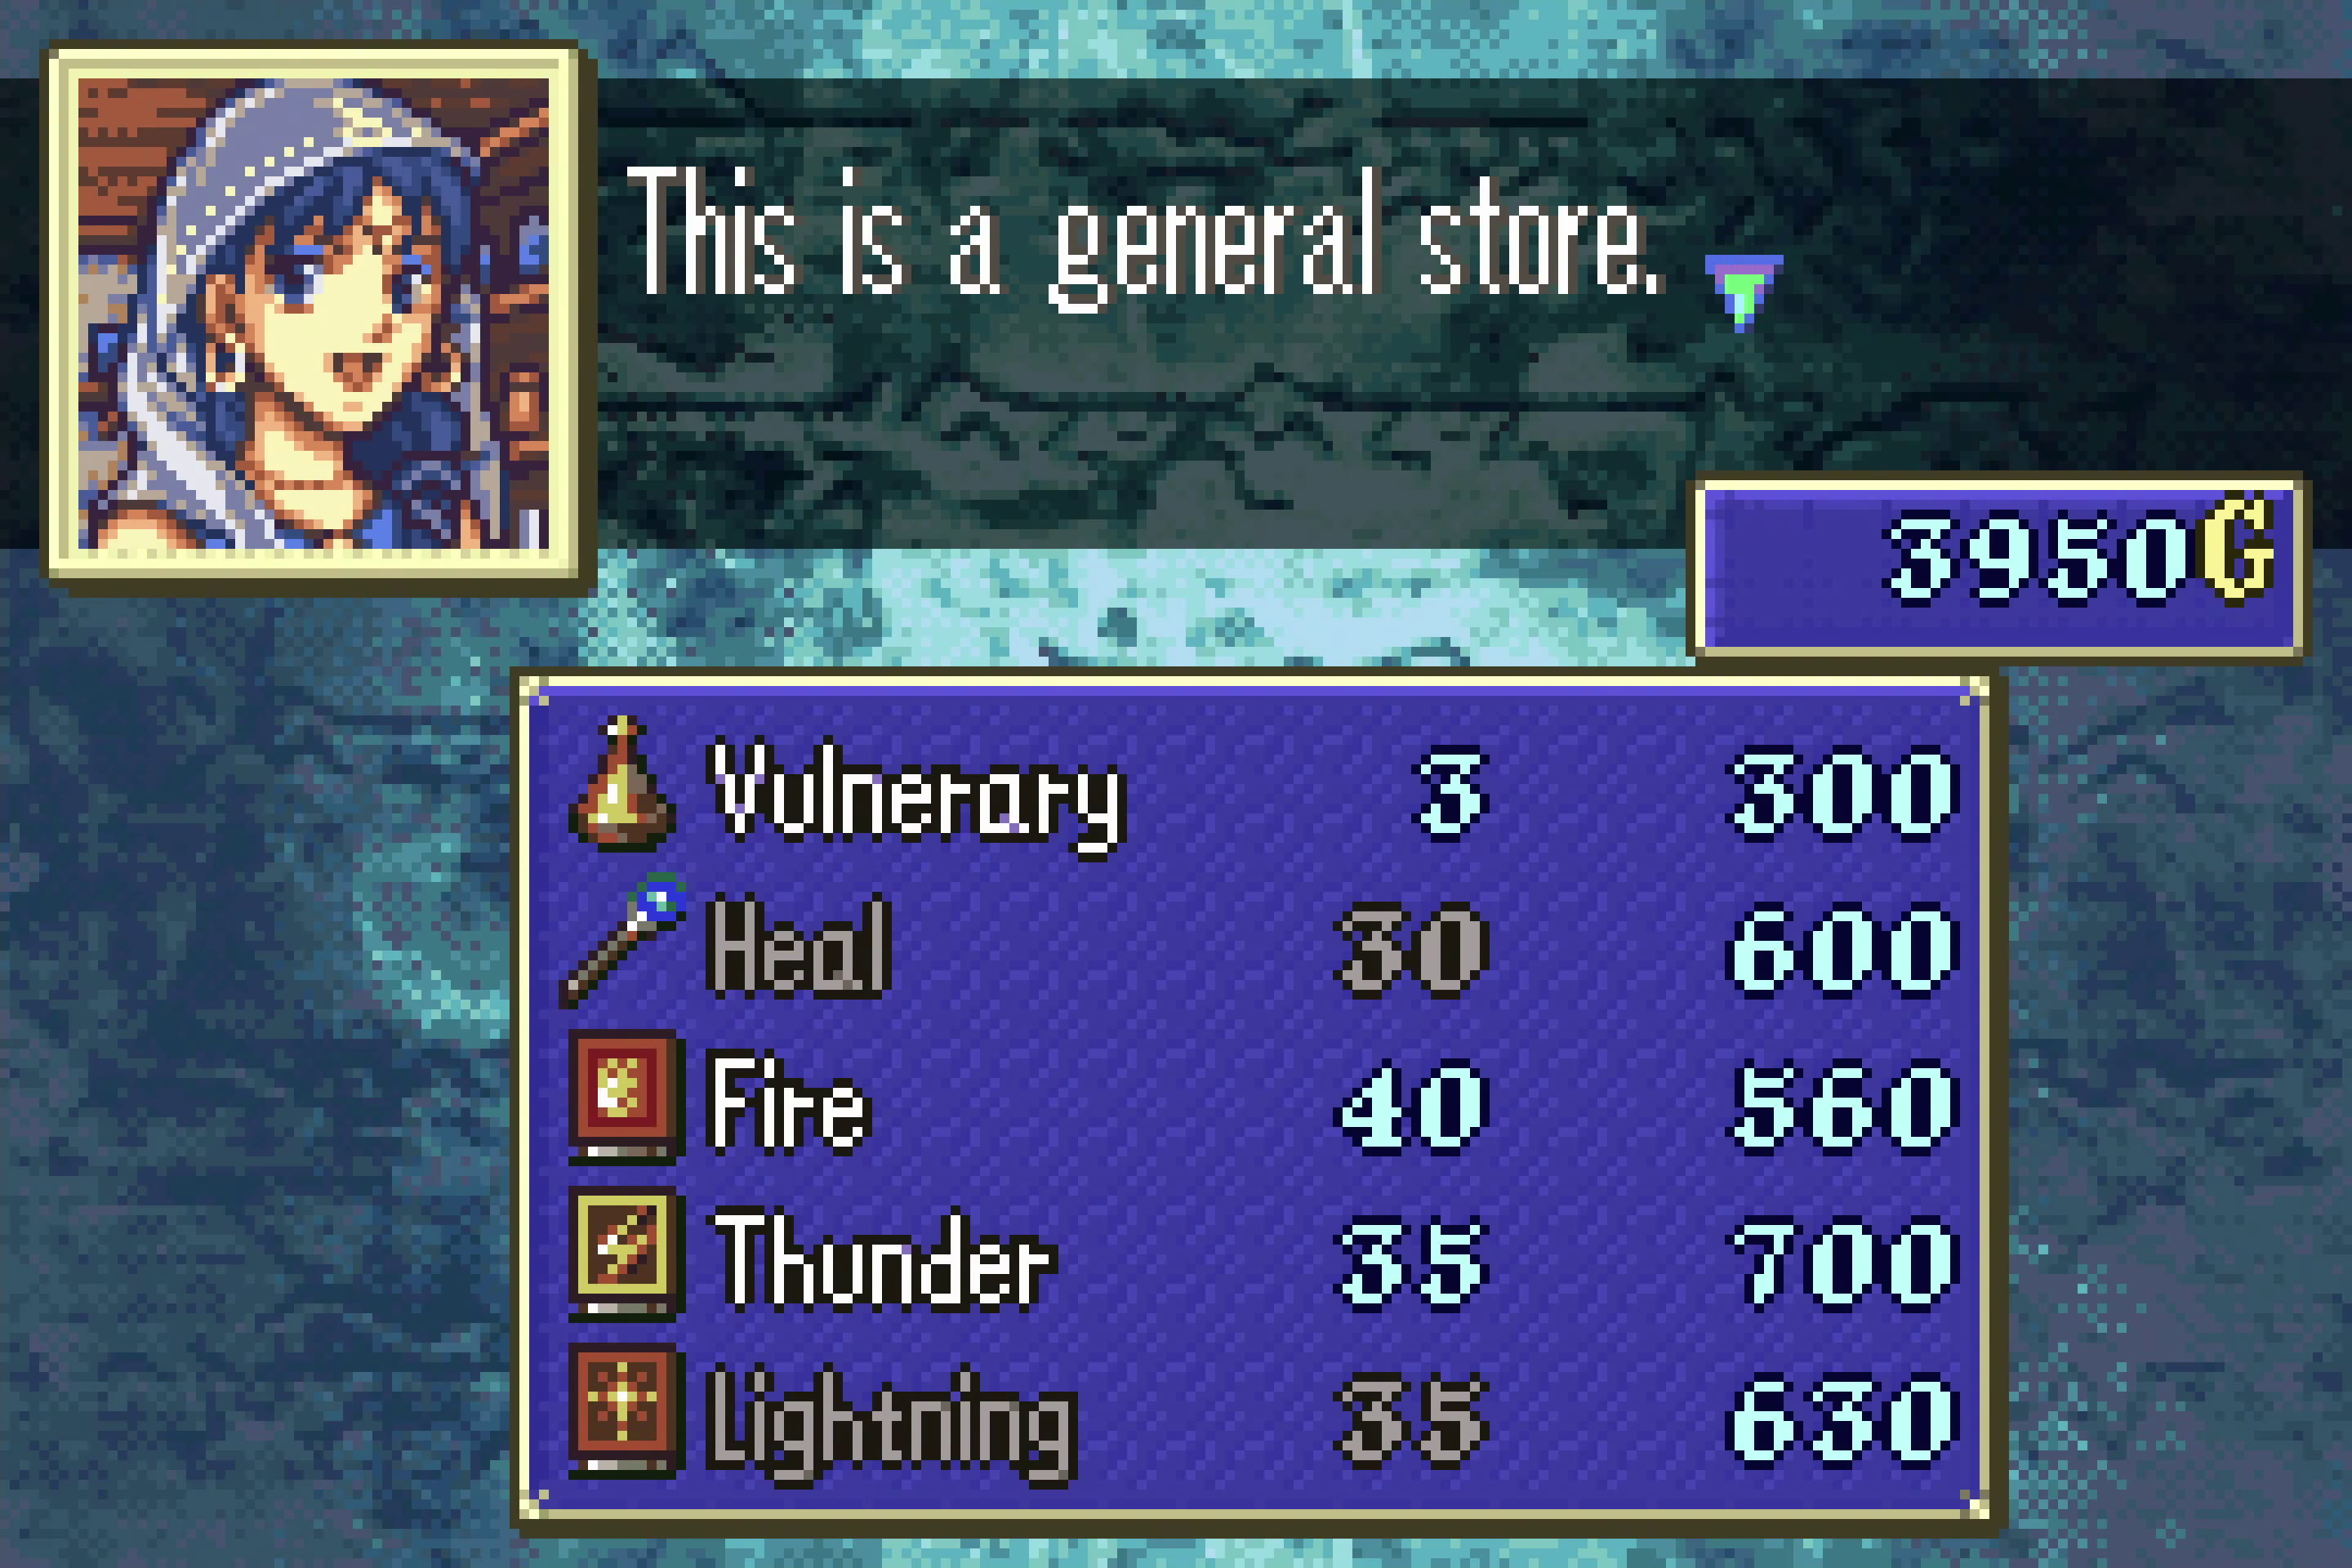 This is a general store.
3950G
Vulnerary 3 300
Heal 30 600
Fire 40 560
Thunder 35 700
Lightning 35 630